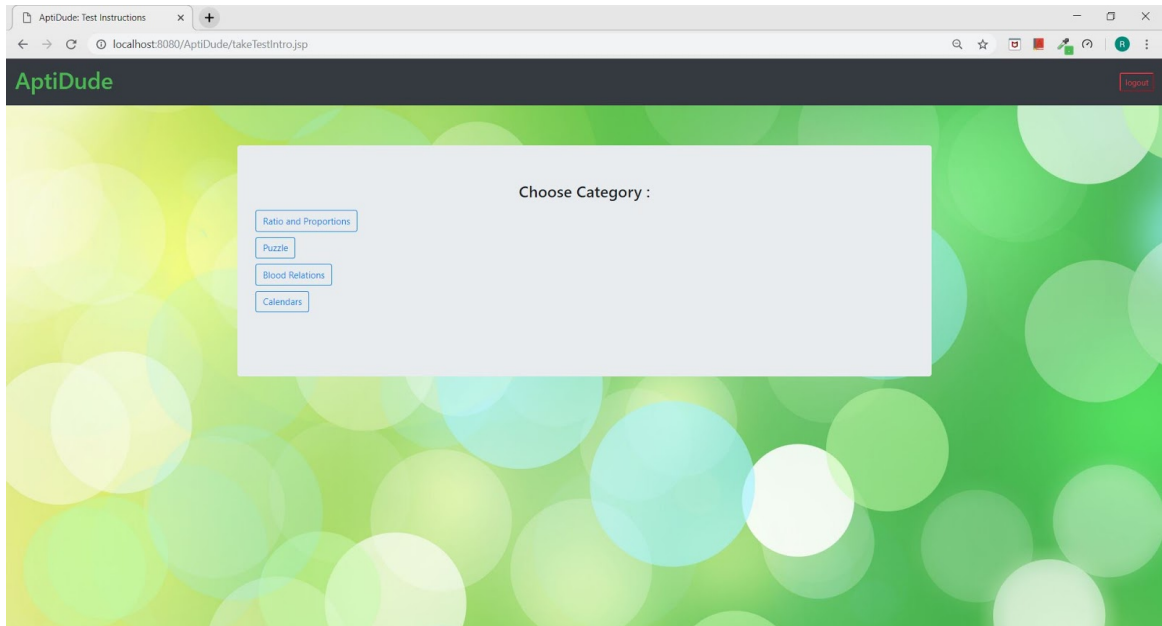 AptiDude: Test Instructions
localhost:8080/AptiDude/takeTestIntro.jsp
R
AptiDude
logout
Choose Category :
Ratio and Proportions
Puzzle
Blood Relations
Calendars